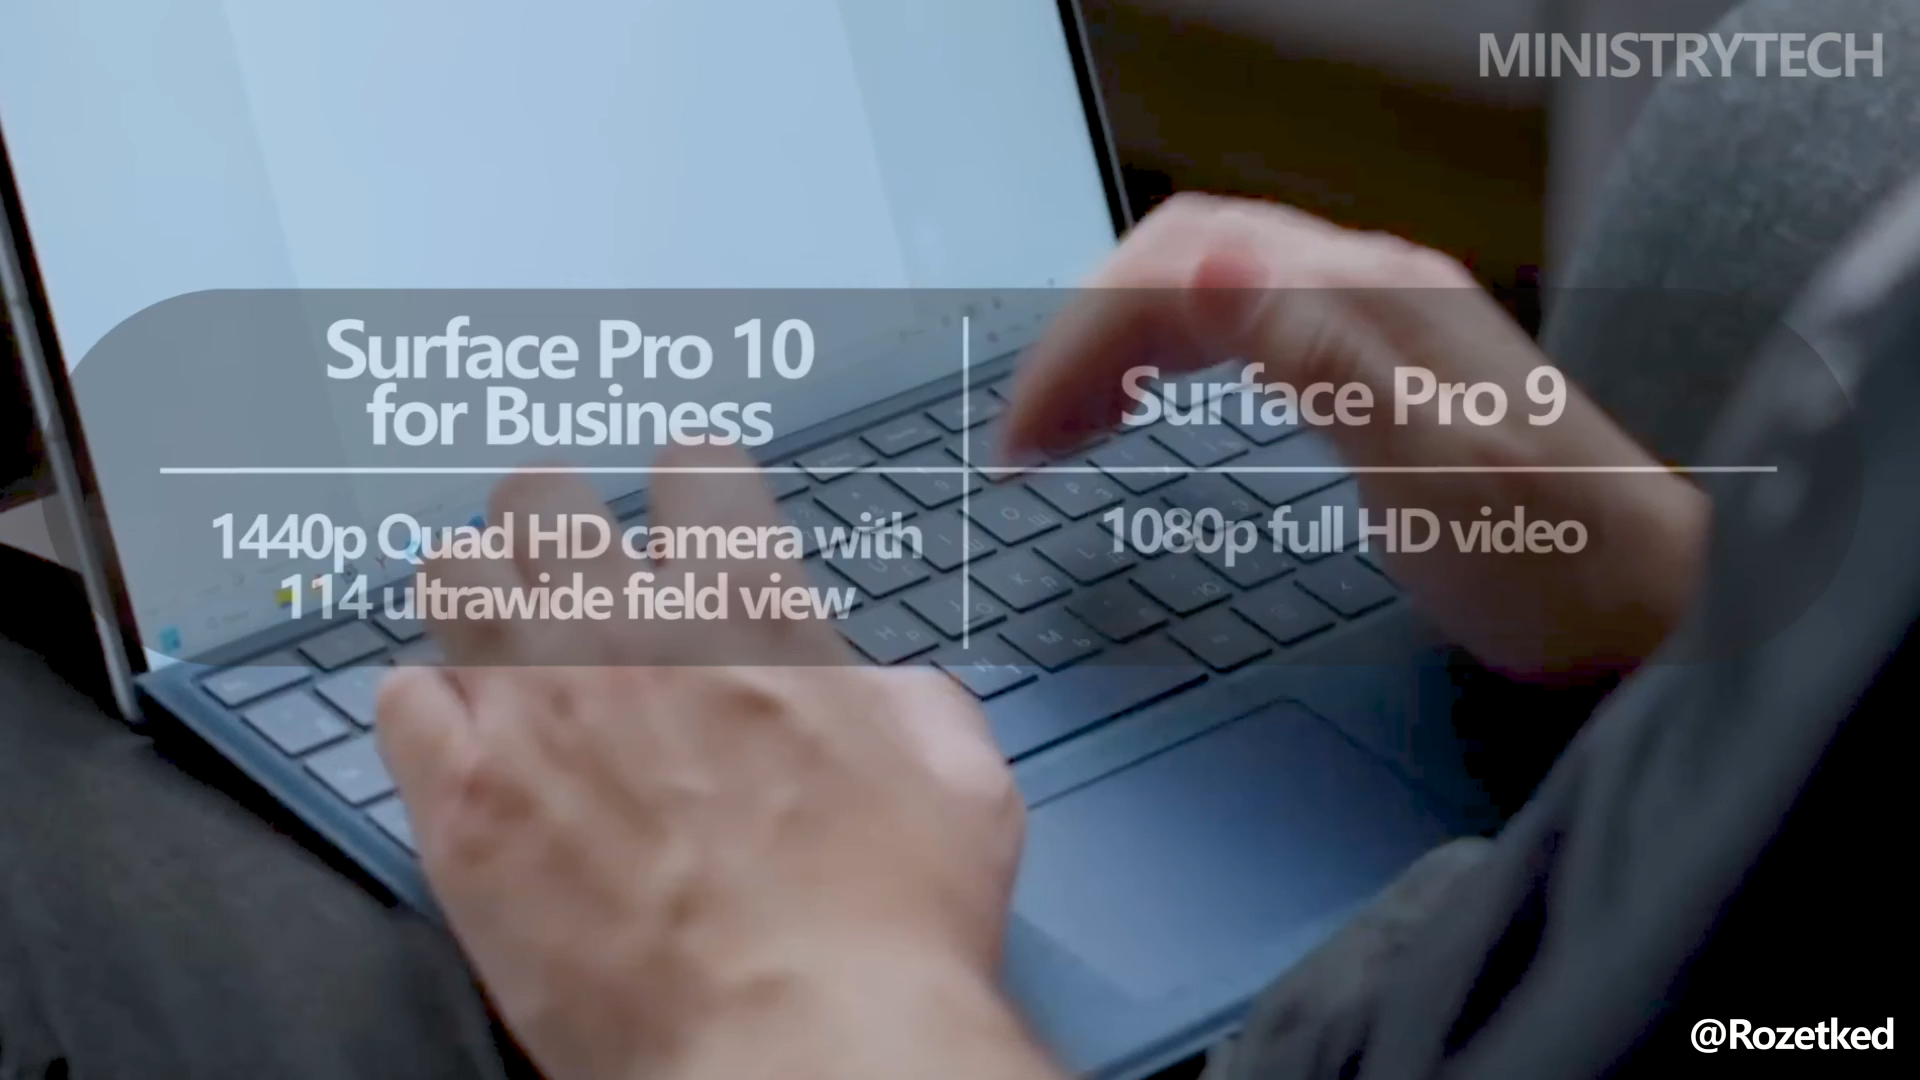 MINISTRYTECH
Surface Pro 10
for Business
Surface Pro 9
1440p Quad HD camera with
114 ultrawide field view
1080p full HD video
@Rozetked